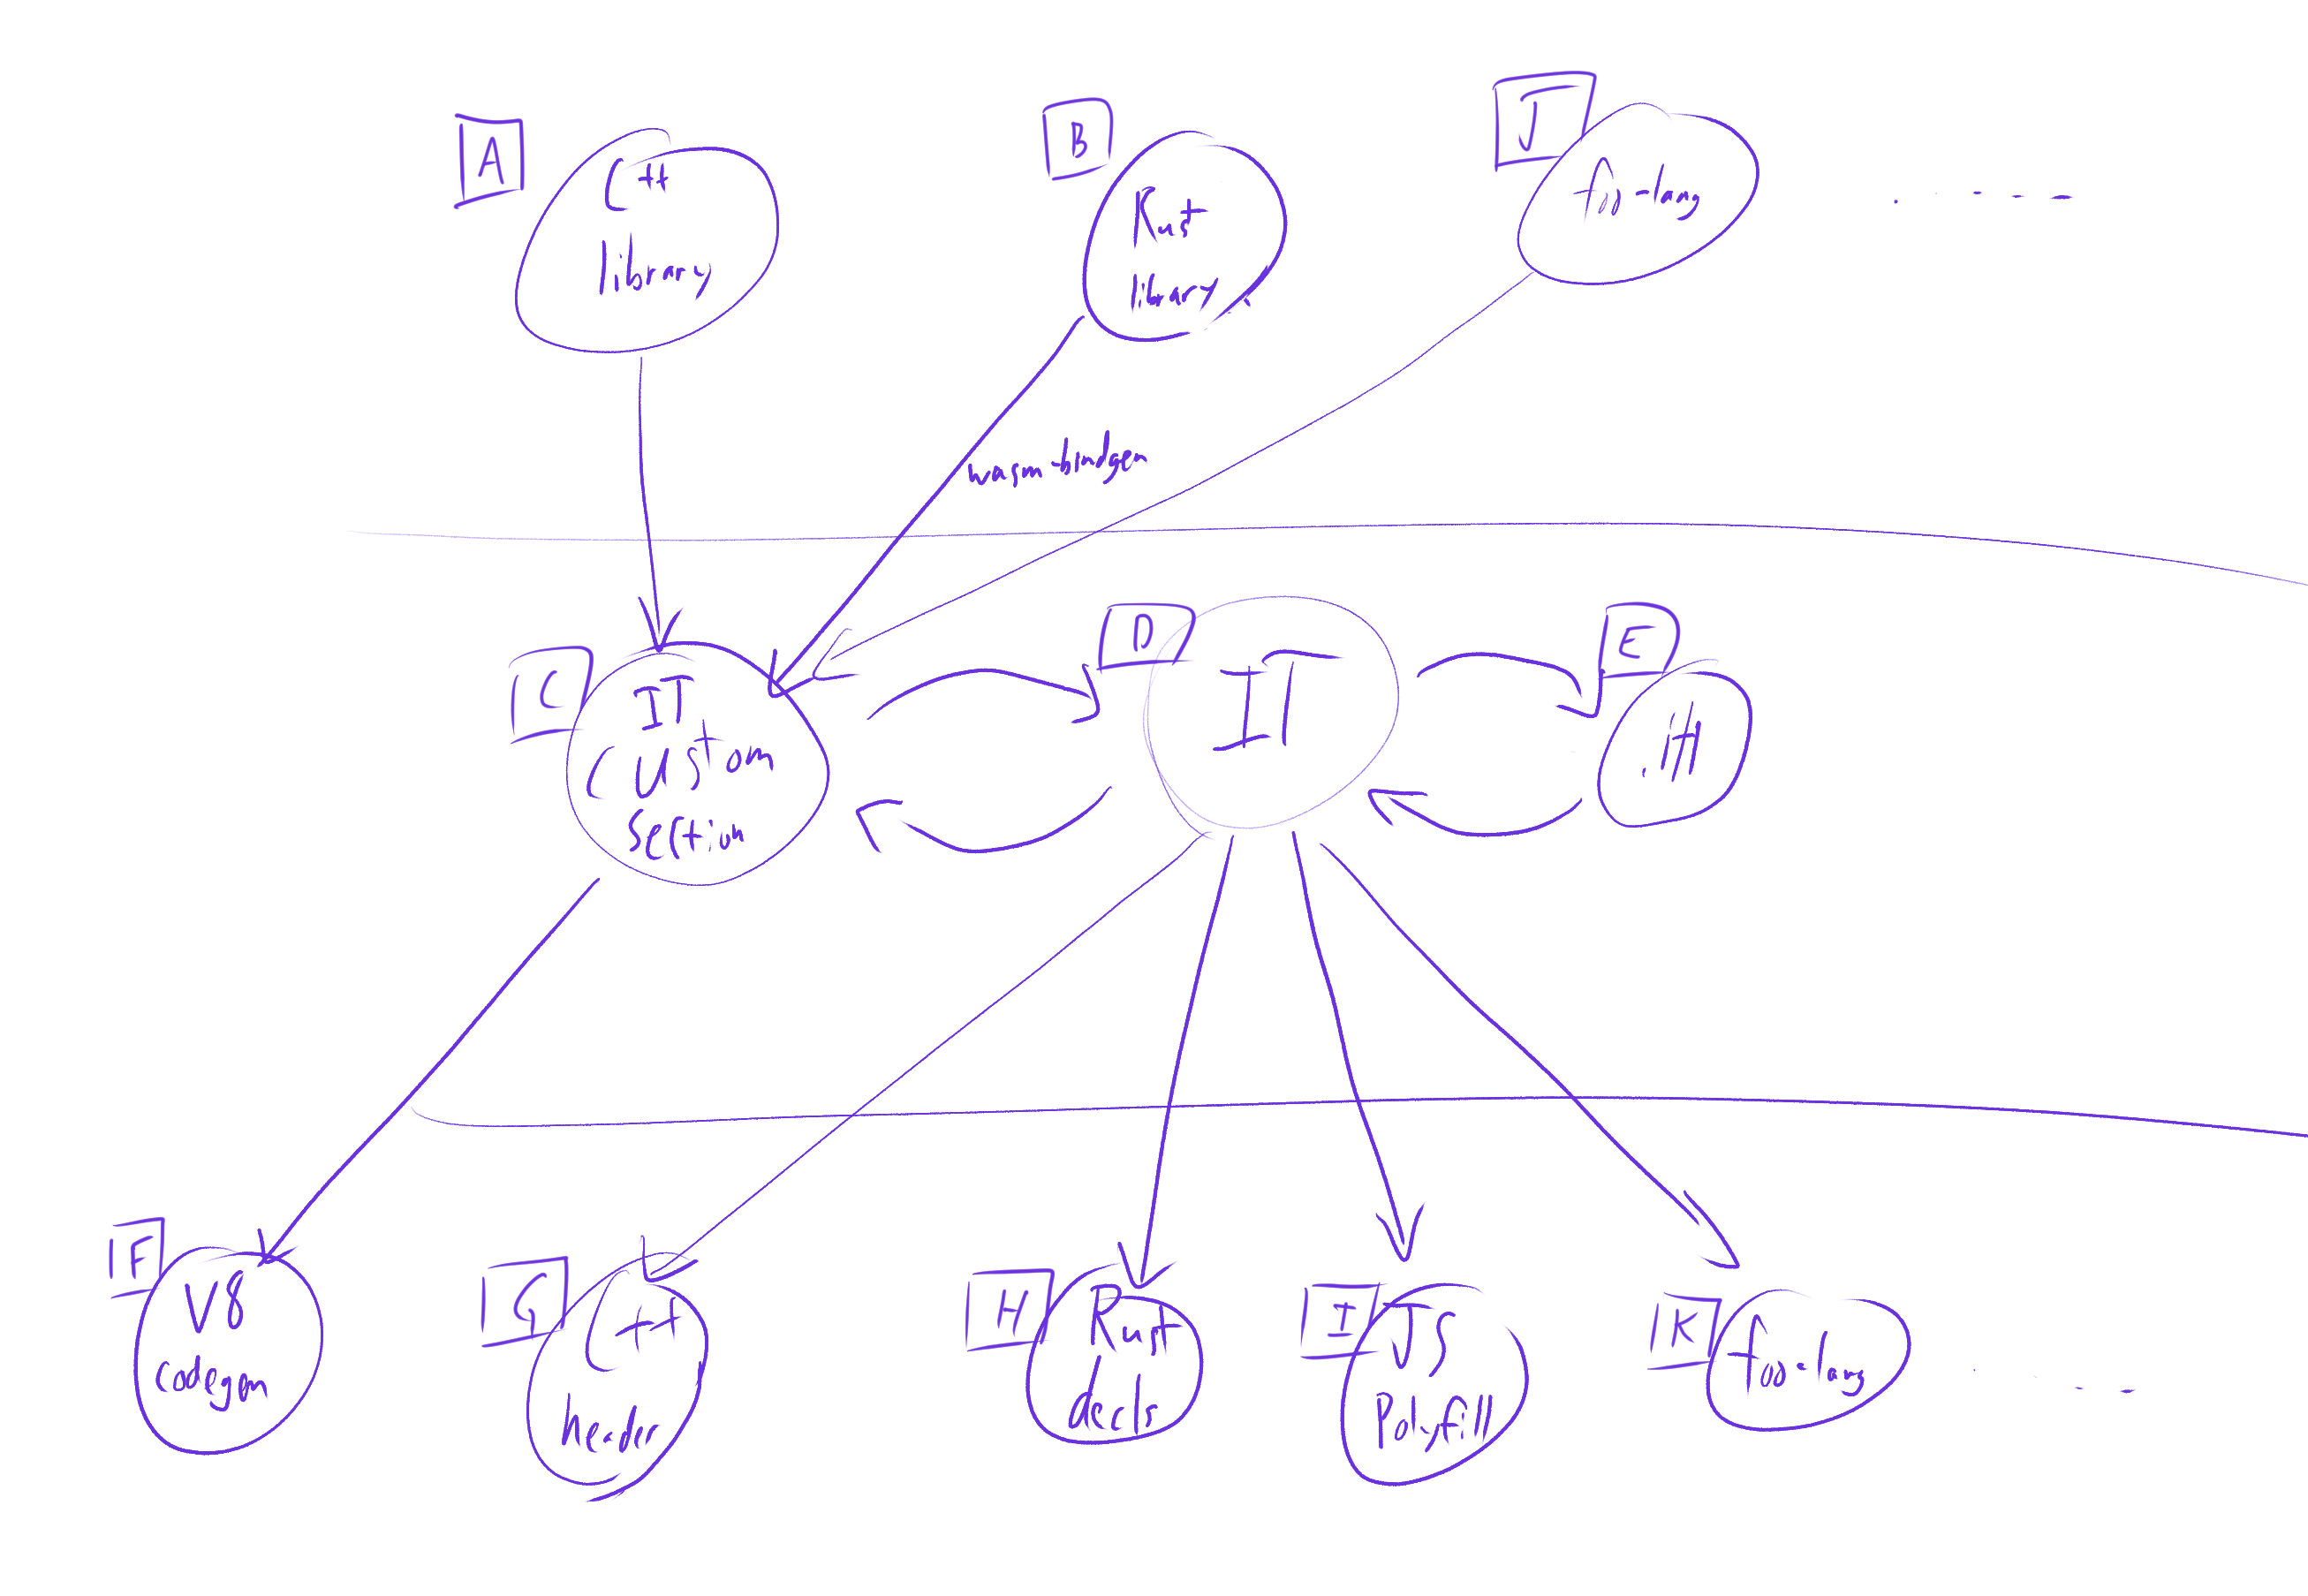 A
C++
library
B
Rust
library
J
foo-lang
wasm-bindgen
C
IT
Custom
Section
D
IT
E
.it
F
V8
codegen
G
C++
header
H
Rust
decls
I
JS
Polyfill
K
foo-lang